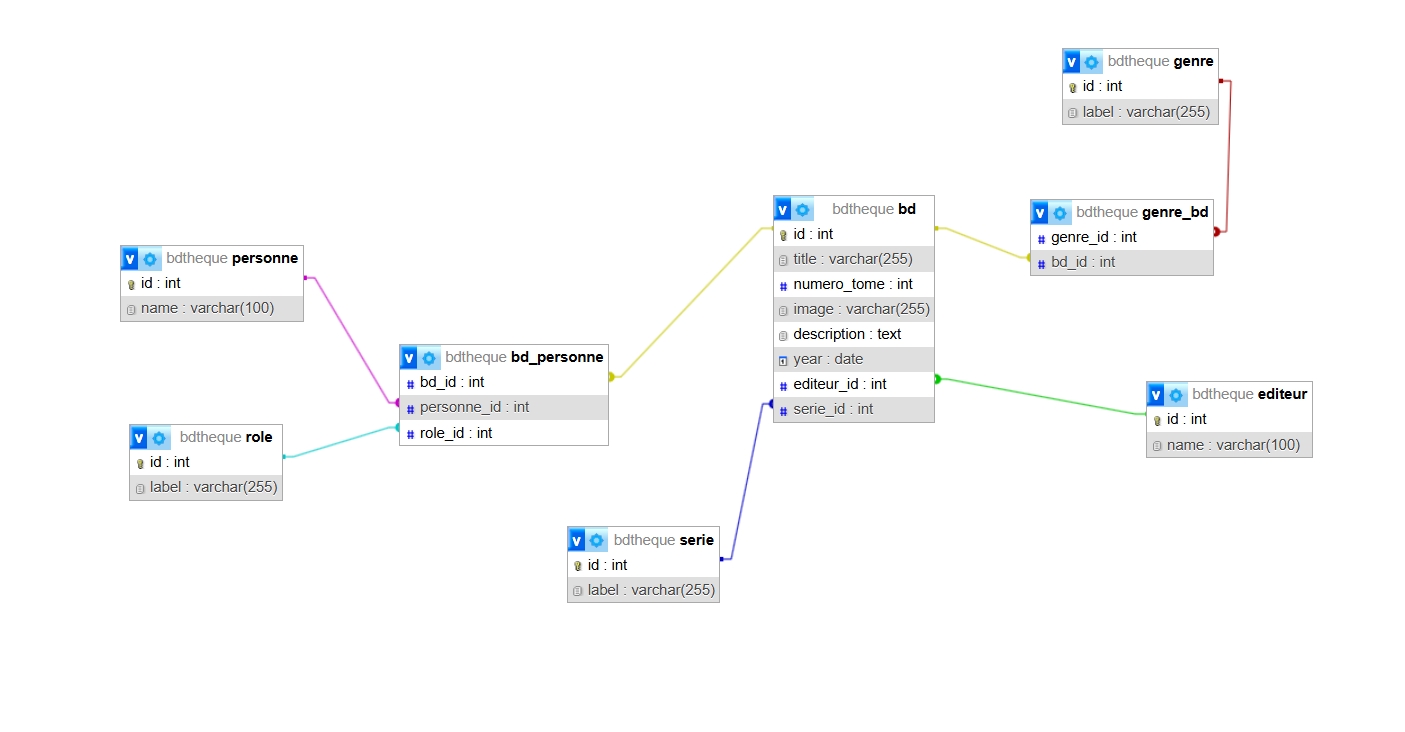 bdtheque genre
id : int
label : varchar(255)
bdtheque bd
id : int
title : varchar(255)
numero_tome : int
image : varchar(255)
description : text
year : date
editeur_id : int
serie_id : int
bdtheque genre_bd
genre_id : int
bd_id : int
bdtheque personne
id : int
name : varchar(100)
bdtheque bd_personne
bd_id : int
personne_id : int
role_id : int
bdtheque editeur
id : int
name : varchar(100)
bdtheque role
id : int
label : varchar(255)
bdtheque serie
id : int
label : varchar(255)